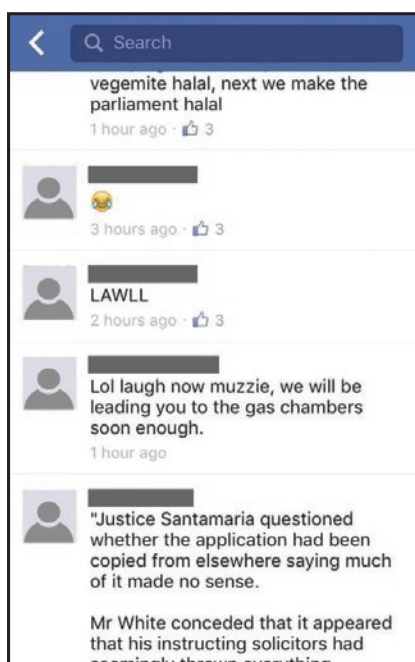 Search
vegemite halal, next we make the
parliament halal
1 hour ago · 3
3 hours ago · 3
LAWLL
2 hours ago · 3
Lol laugh now muzzie, we will be
leading you to the gas chambers
soon enough.
1 hour ago
"Justice Santamaria questioned
whether the application had been
copied from elsewhere saying much
of it made no sense.
Mr White conceded that it appeared
that his instructing solicitors had
seemingly thrown everything